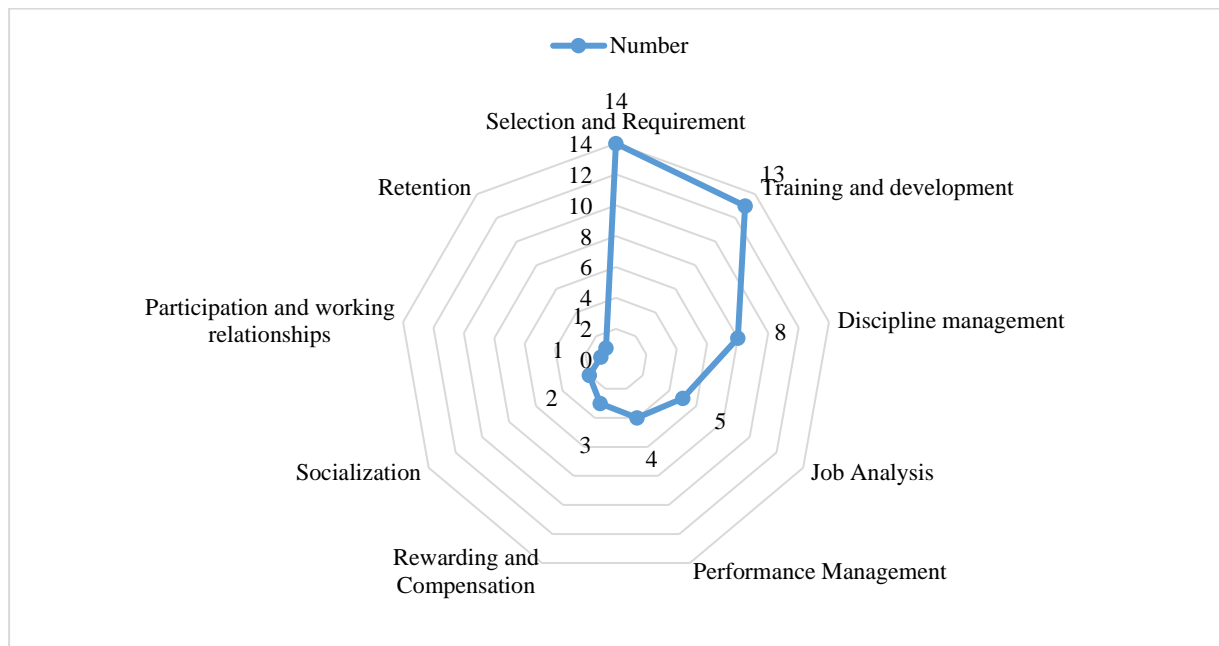 Number
14
Selection and Requirement
14
12
10
8
6
4
2
0
13
Training and development
Discipline management
8
Job Analysis
5
Performance Management
4
Rewarding and
Compensation
3
Socialization
2
Participation and working
relationships
1
Retention
1